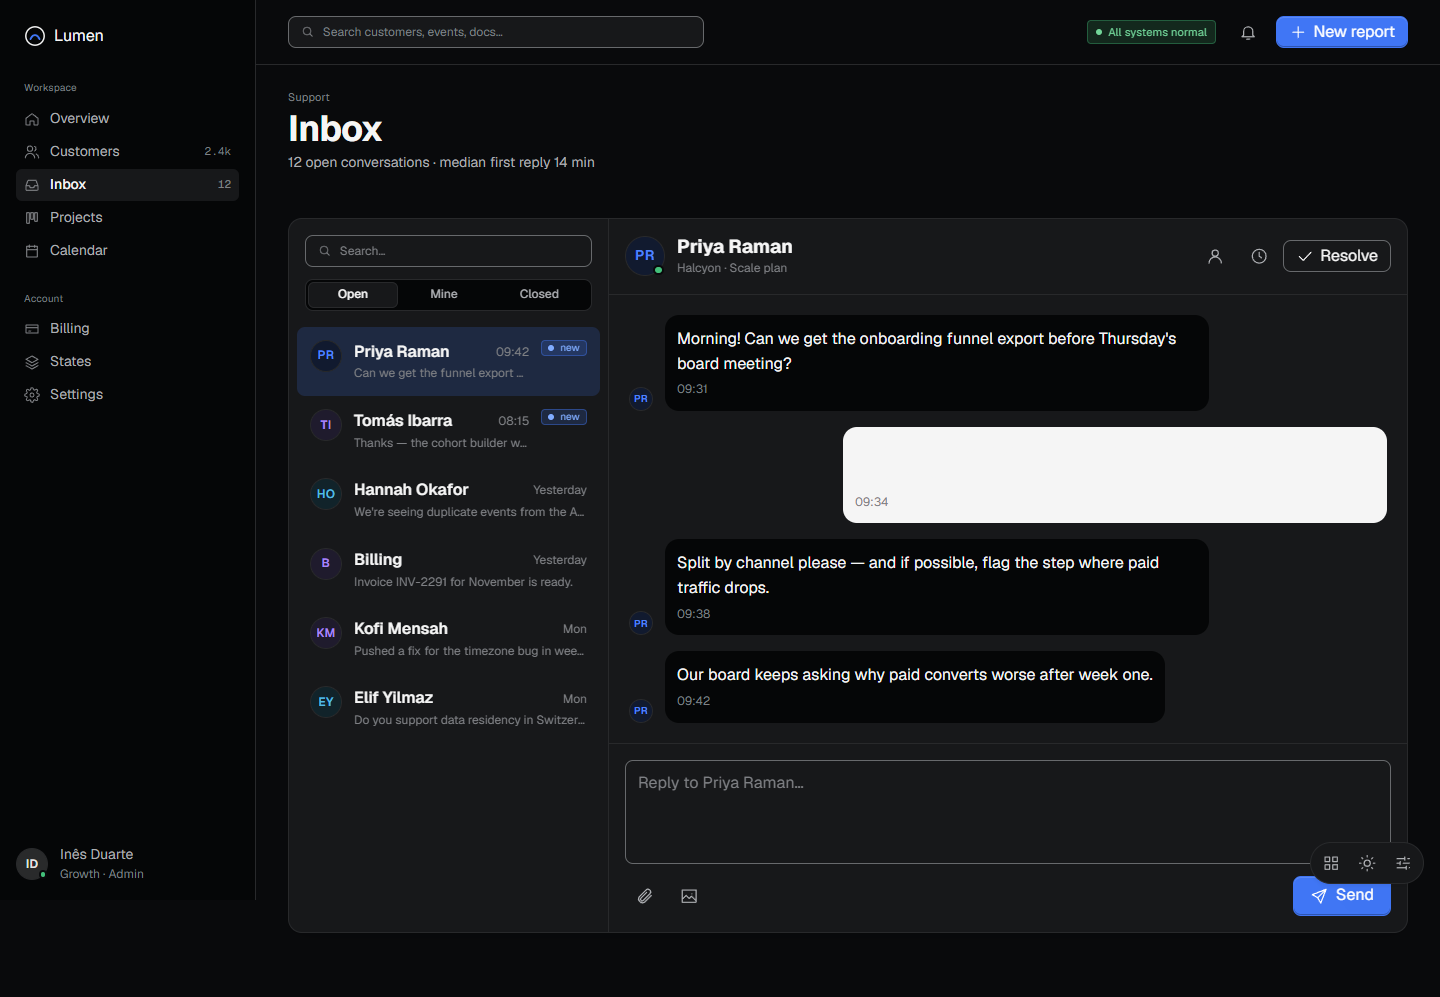 Lumen
Search customers, events, docs...
All systems normal
New report
Workspace
Overview
Customers 2.4k
Inbox 12
Projects
Calendar
Account
Billing
States
Settings
Inês Duarte
Growth · Admin
Support
Inbox
12 open conversations · median first reply 14 min
Search...
Open Mine Closed
PR Priya Raman 09:42 new
Can we get the funnel export ...
TI Tomás Ibarra 08:15 new
Thanks — the cohort builder w...
HO Hannah Okafor Yesterday
We're seeing duplicate events from the A...
B Billing Yesterday
Invoice INV-2291 for November is ready.
KM Kofi Mensah Mon
Pushed a fix for the timezone bug in wee...
EY Elif Yilmaz Mon
Do you support data residency in Switzer...
PR Priya Raman
Halcyon · Scale plan
Resolve
Morning! Can we get the onboarding funnel export before Thursday's
board meeting?
09:31
PR
09:34
Split by channel please — and if possible, flag the step where paid
traffic drops.
09:38
PR
Our board keeps asking why paid converts worse after week one.
09:42
PR
Reply to Priya Raman...
Send
ID